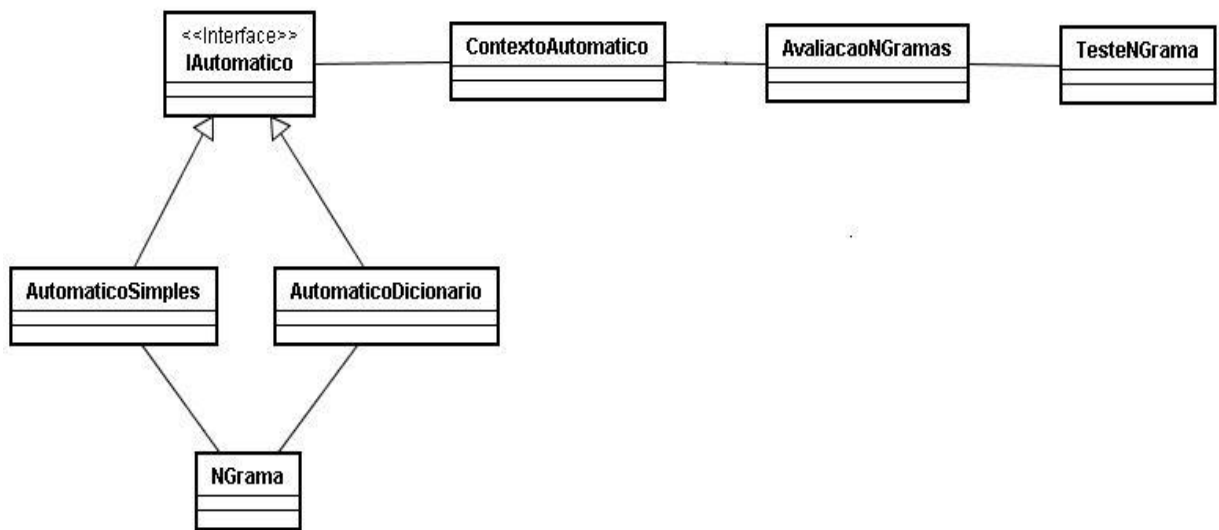 <<Interface>>
IAutomatico
ContextoAutomatico
AvaliacaoNGramas
TesteNGrama
AutomaticoSimples
AutomaticoDicionario
NGrama